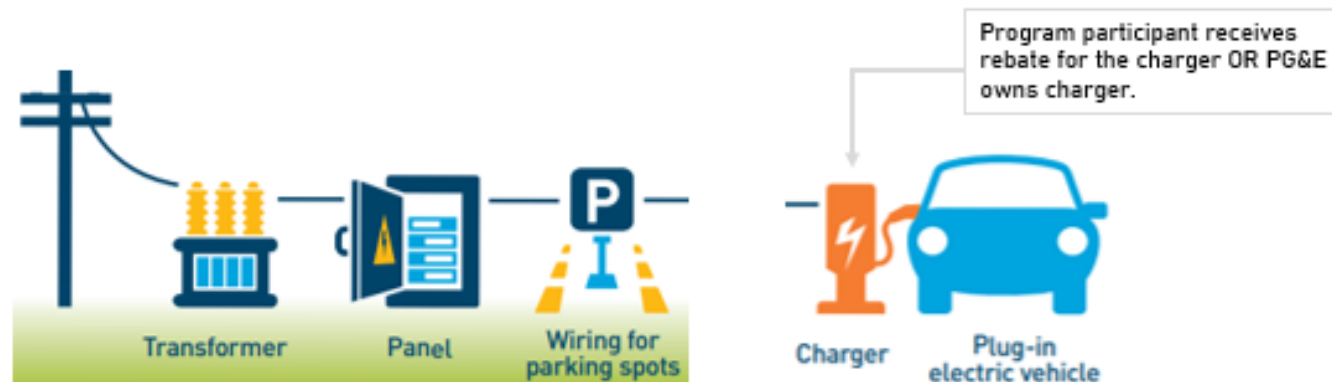 Program participant receives
rebate for the charger OR PG&E
owns charger.
P
Transformer
Panel
Wiring for
parking spots
Charger
Plug-in
electric vehicle